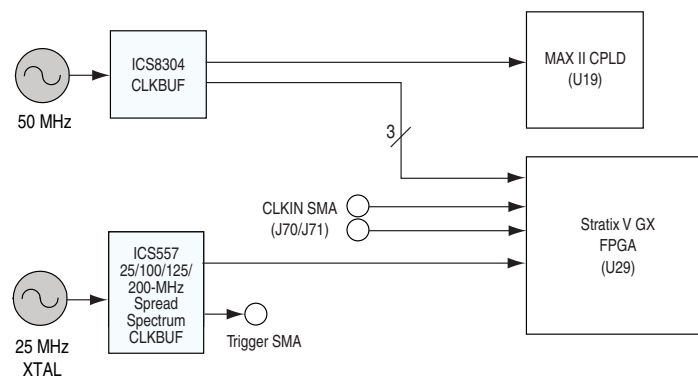 50 MHz
ICS8304
CLKBUF
MAX II CPLD
(U19)
3
CLKIN SMA
(J70/J71)
Stratix V GX
FPGA
(U29)
25 MHz
XTAL
ICS557
25/100/125/
200-MHz
Spread
Spectrum
CLKBUF
Trigger SMA